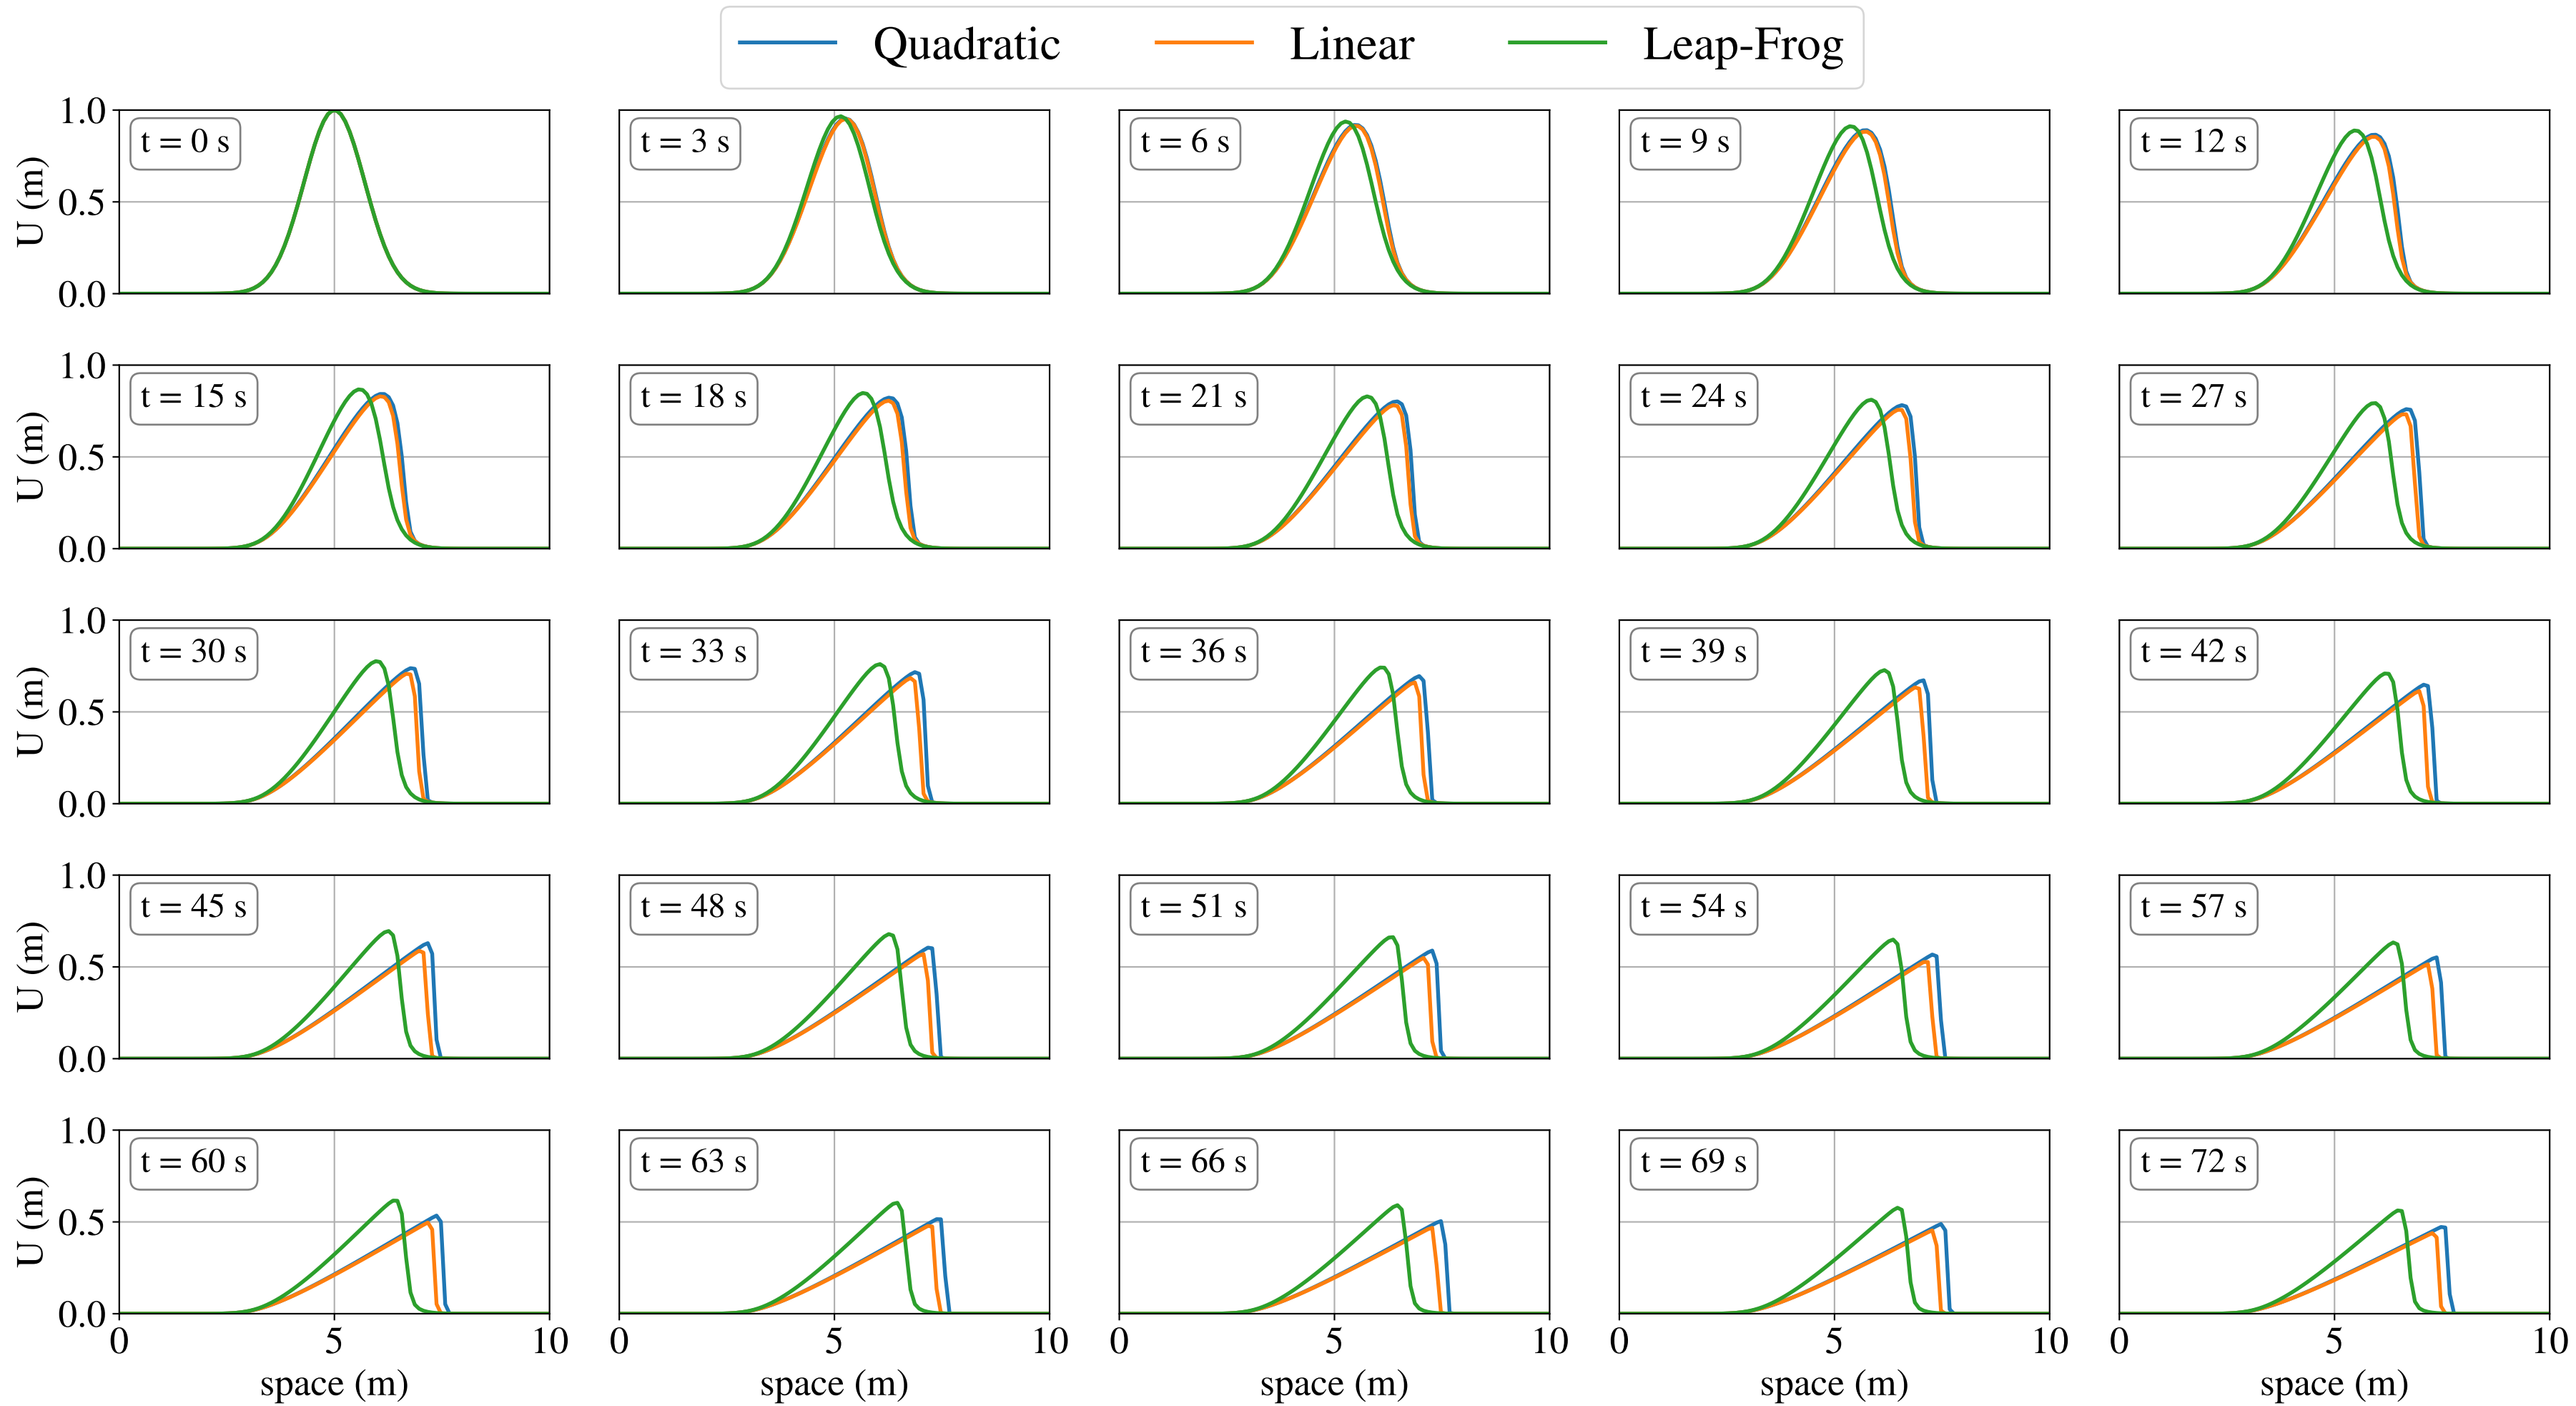 Quadratic Linear Leap-Frog
1.0 t = 0 s t = 3 s t = 6 s t = 9 s t = 12 s
U (m) 0.5
0.0
1.0 t = 15 s t = 18 s t = 21 s t = 24 s t = 27 s
U (m) 0.5
0.0
1.0 t = 30 s t = 33 s t = 36 s t = 39 s t = 42 s
U (m) 0.5
0.0
1.0 t = 45 s t = 48 s t = 51 s t = 54 s t = 57 s
U (m) 0.5
0.0
1.0 t = 60 s t = 63 s t = 66 s t = 69 s t = 72 s
U (m) 0.5
0.0
0 5 10 0 5 10 0 5 10 0 5 10 0 5 10
space (m) space (m) space (m) space (m) space (m)